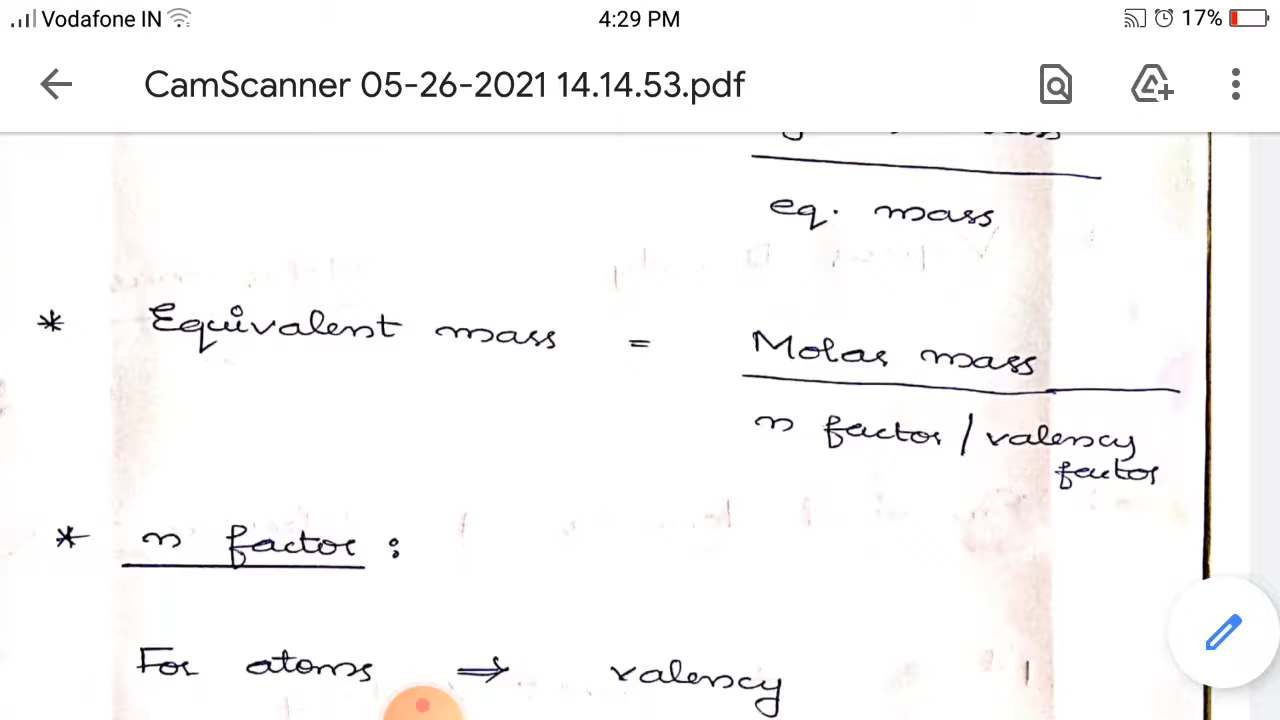 Vodafone IN 4:29 PM 17%
CamScanner 05-26-2021 14.14.53.pdf
eq. mass
* Equivalent mass = Molar mass
n factor / valency
factor
* n factor :
For atoms ⇒ valency